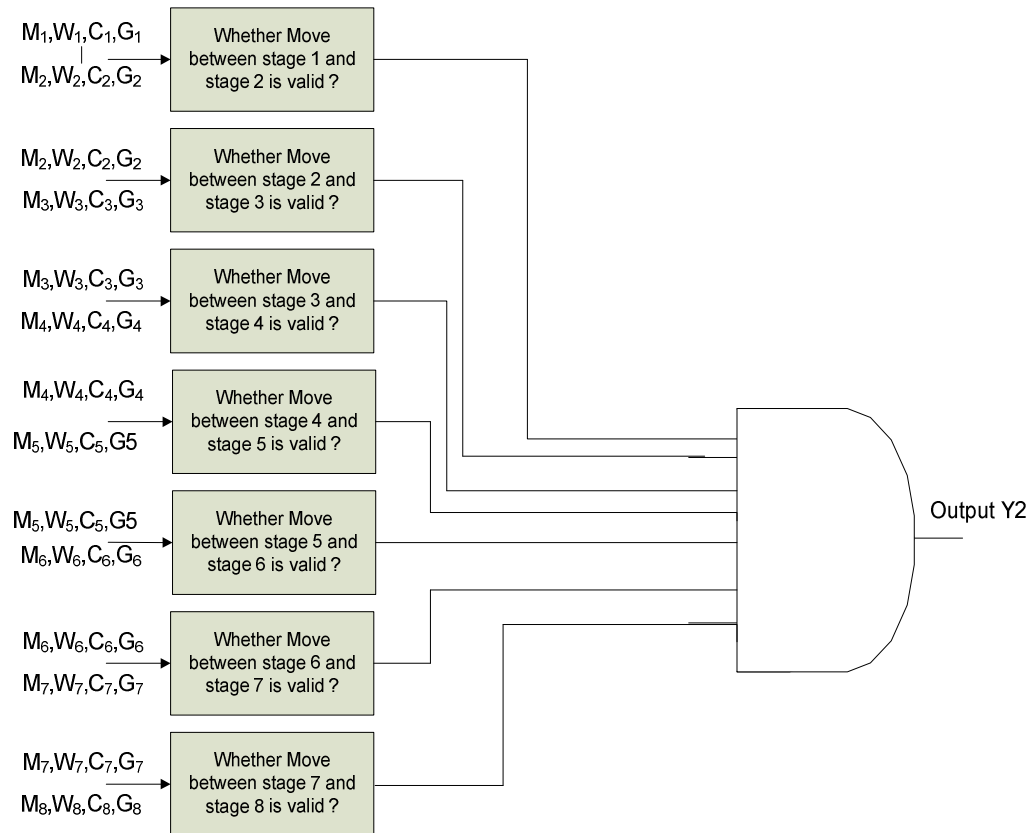 M₁,W₁,C₁,G₁
M₂,W₂,C₂,G₂
Whether Move
between stage 1 and
stage 2 is valid ?
M₂,W₂,C₂,G₂
M₃,W₃,C₃,G₃
Whether Move
between stage 2 and
stage 3 is valid ?
M₃,W₃,C₃,G₃
M₄,W₄,C₄,G₄
Whether Move
between stage 3 and
stage 4 is valid ?
M₄,W₄,C₄,G₄
M₅,W₅,C₅,G5
Whether Move
between stage 4 and
stage 5 is valid ?
M₅,W₅,C₅,G5
M₆,W₆,C₆,G₆
Whether Move
between stage 5 and
stage 6 is valid ?
M₆,W₆,C₆,G₆
M₇,W₇,C₇,G₇
Whether Move
between stage 6 and
stage 7 is valid ?
M₇,W₇,C₇,G₇
M₈,W₈,C₈,G₈
Whether Move
between stage 7 and
stage 8 is valid ?
Output Y2